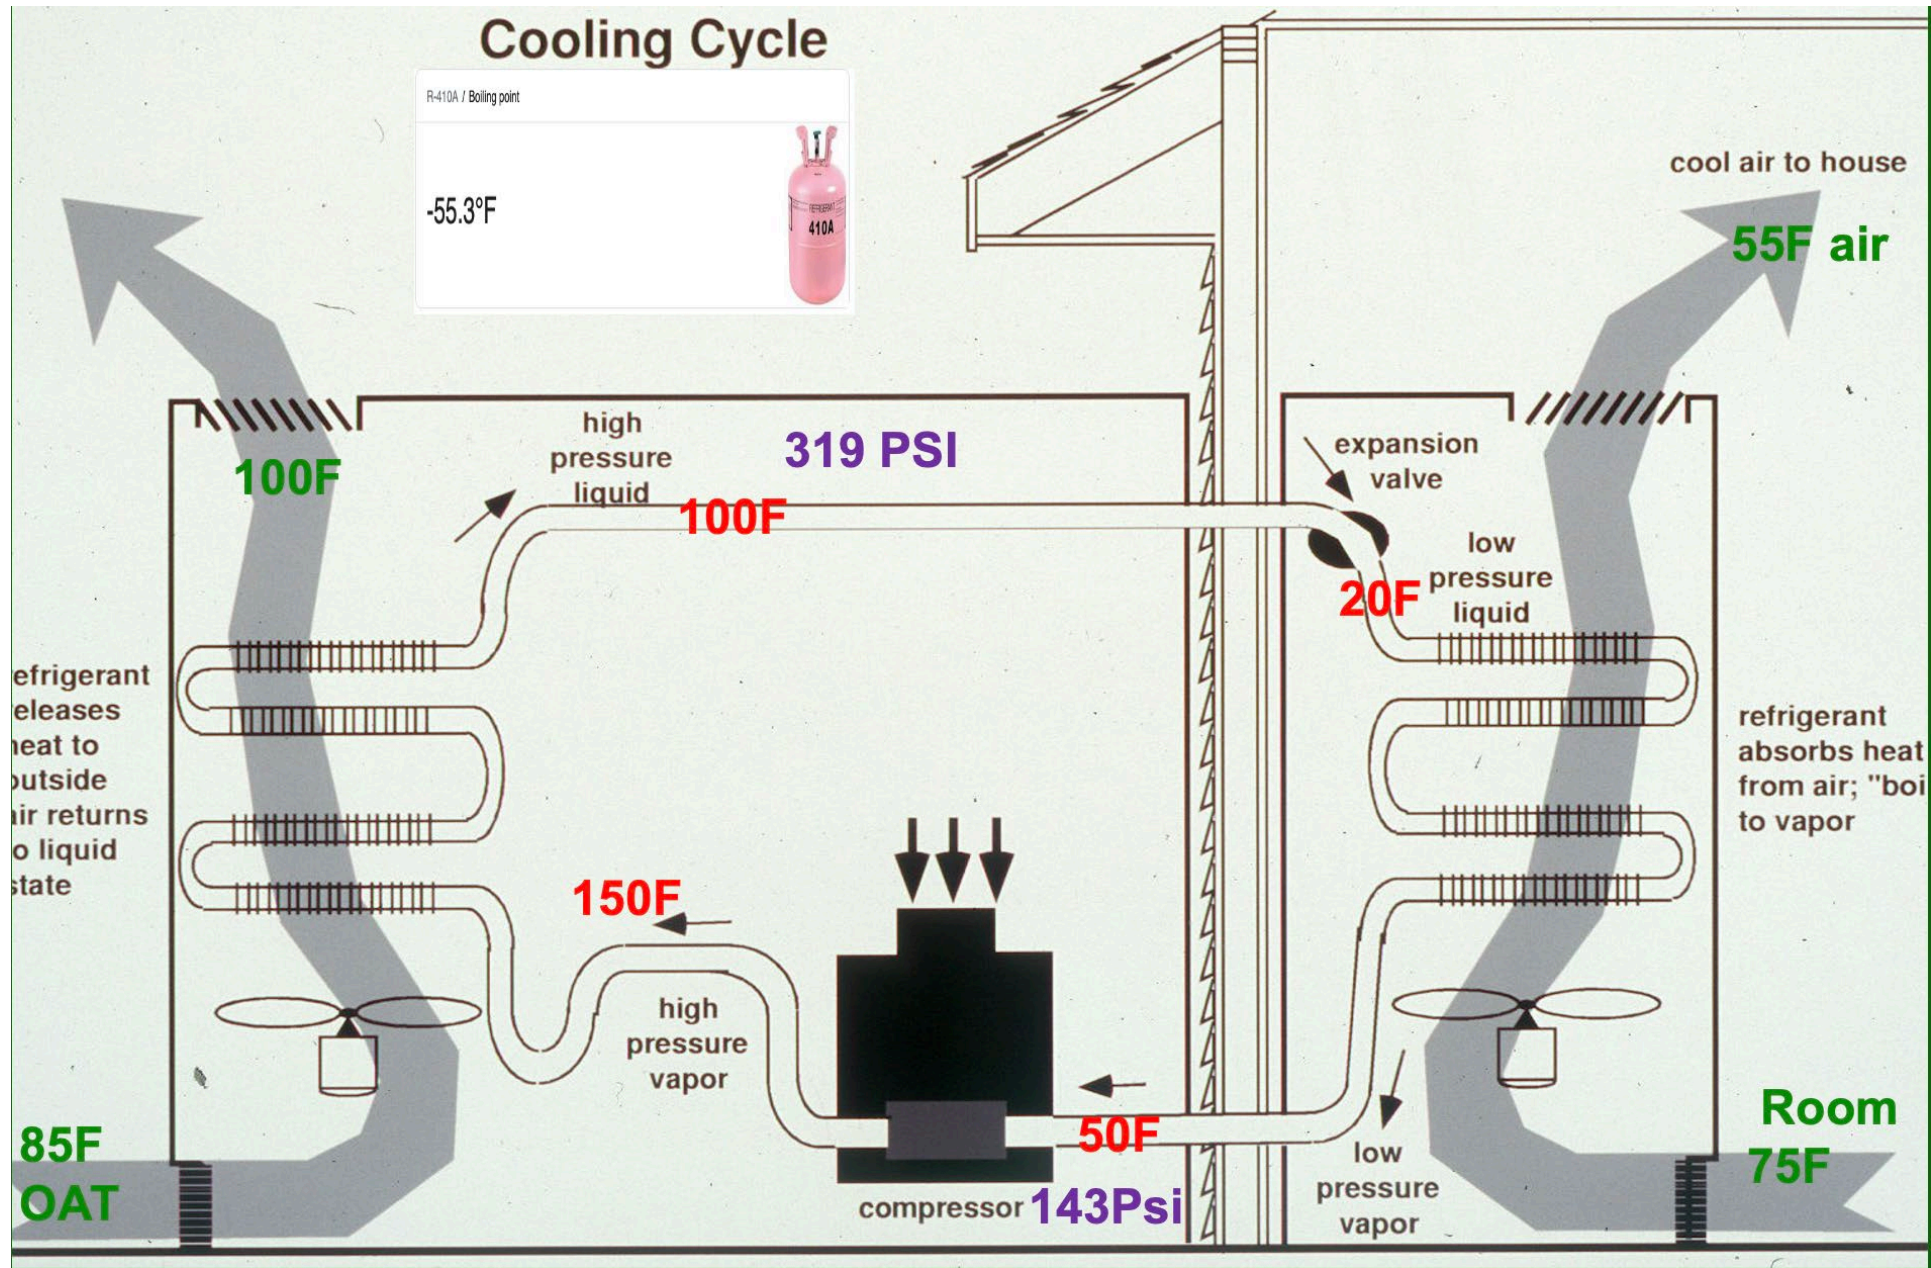 Cooling Cycle
R-410A / Boiling point
-55.3°F
410A
cool air to house
55F air
high
pressure
liquid
319 PSI
100F
100F
expansion
valve
low
pressure
liquid
20F
efrigerant
eleases
heat to
outside
air returns
o liquid
state
refrigerant
absorbs heat
from air; "boi
to vapor
150F
high
pressure
vapor
50F
compressor
143Psi
low
pressure
vapor
85F
OAT
Room
75F